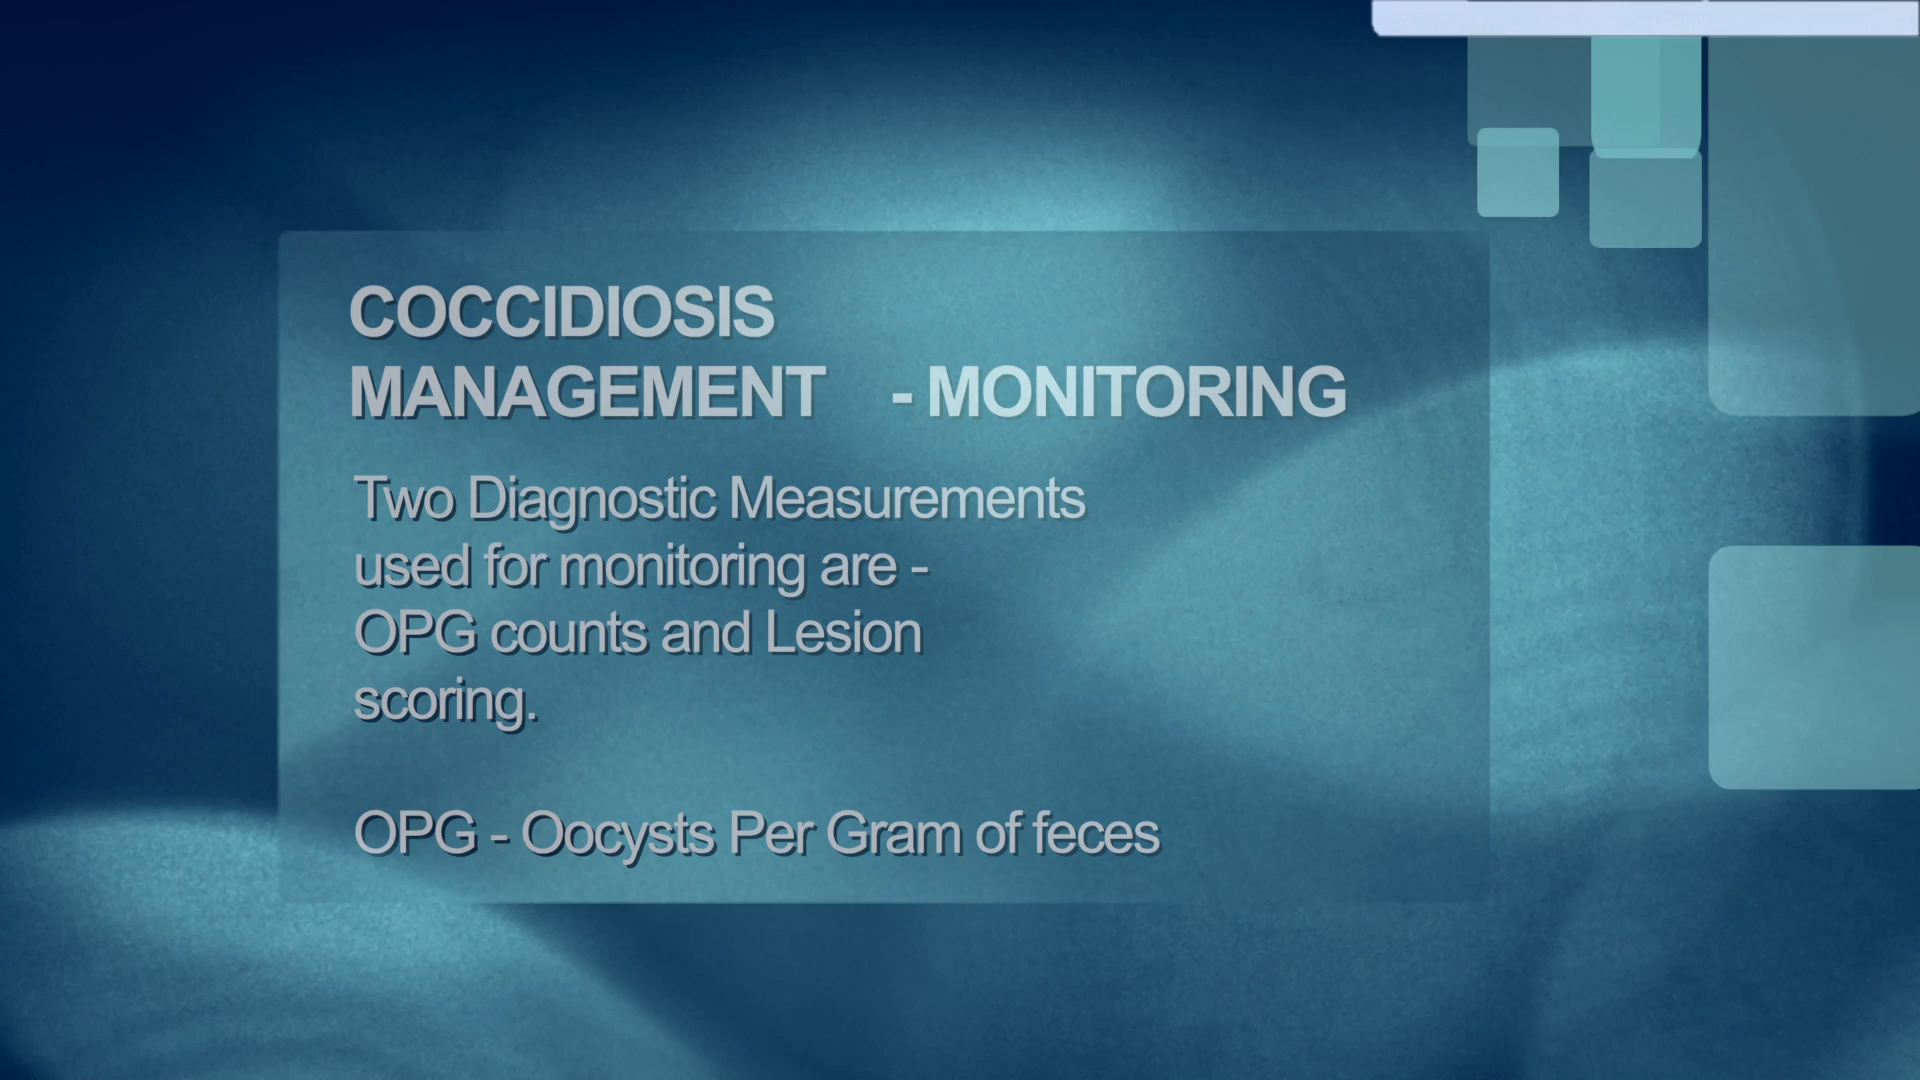 COCCIDIOSIS
MANAGEMENT - MONITORING
Two Diagnostic Measurements
used for monitoring are -
OPG counts and Lesion
scoring.
OPG - Oocysts Per Gram of feces